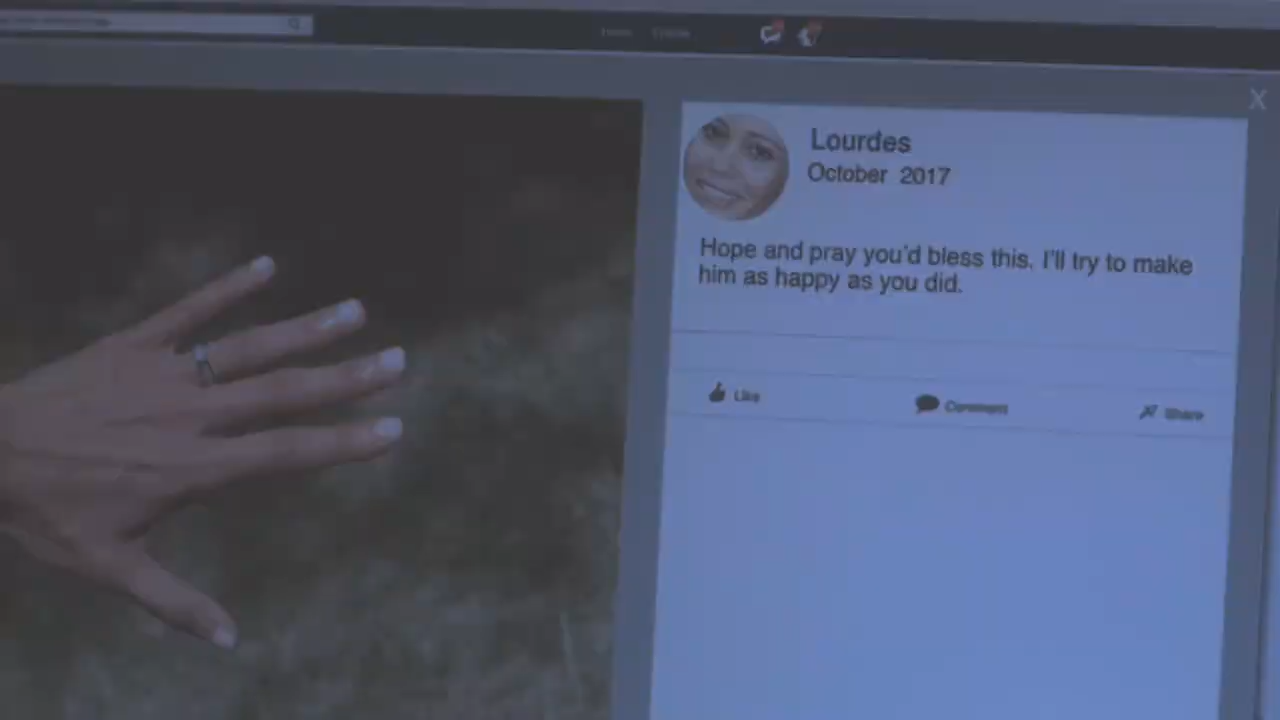 Lourdes
October 2017
Hope and pray you'd bless this. I'll try to make
him as happy as you did.
Like
Comment
Share
X